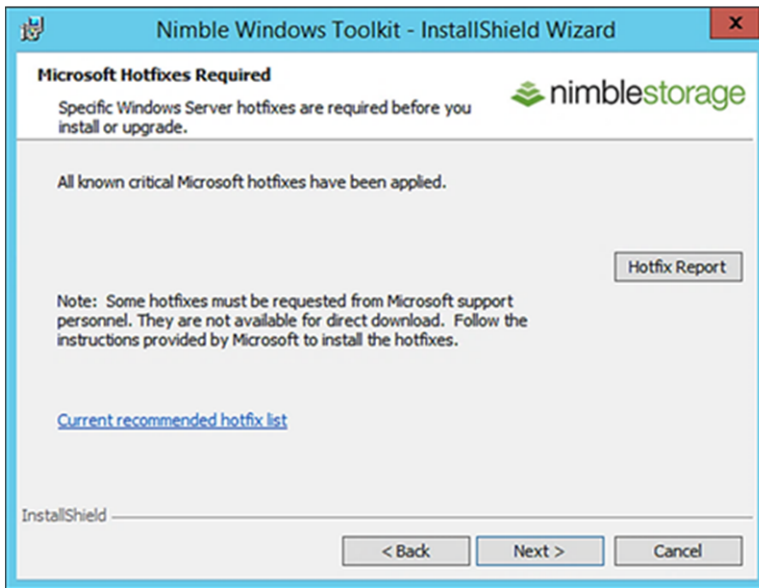 Nimble Windows Toolkit - InstallShield Wizard
x
Microsoft Hotfixes Required
Specific Windows Server hotfixes are required before you
install or upgrade.
nimblestorage
All known critical Microsoft hotfixes have been applied.
Hotfix Report
Note:  Some hotfixes must be requested from Microsoft support
personnel. They are not available for direct download.  Follow the
instructions provided by Microsoft to install the hotfixes.
Current recommended hotfix list
InstallShield
< Back
Next >
Cancel